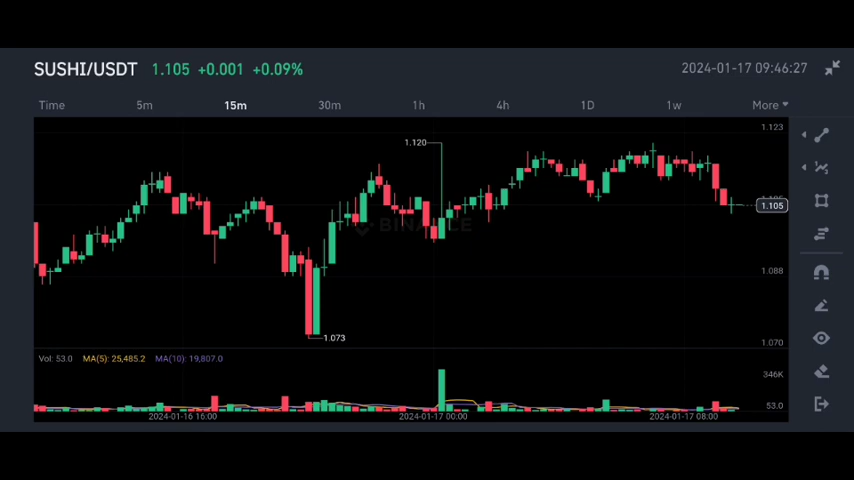 SUSHI/USDT 1.105 +0.001 +0.09% 2024-01-17 09:46:27
Time 5m 15m 30m 1h 4h 1D 1w More
1.123
1.120
1.105
BINANCE
1.088
1.073
1.070
Vol: 53.0 MA(5): 25,485.2 MA(10): 19,807.0
346K
53.0
2024-01-16 16:00 2024-01-17 00:00 2024-01-17 08:00